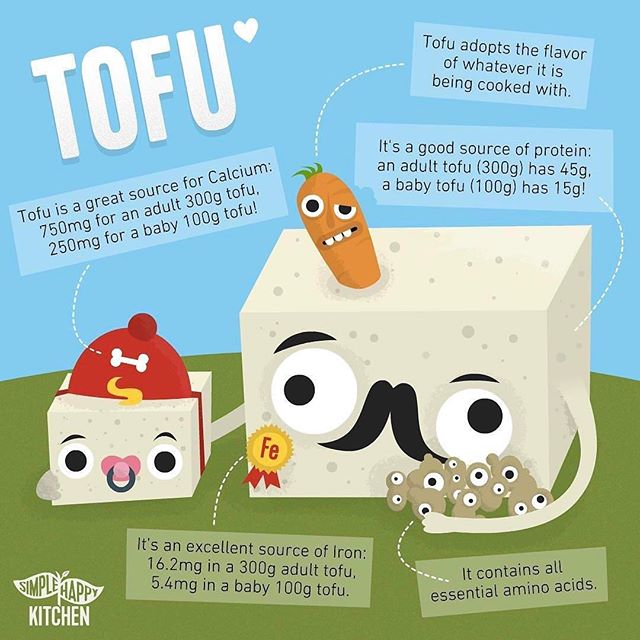 TOFU
Tofu adopts the flavor
of whatever it is
being cooked with.
It's a good source of protein:
an adult tofu (300g) has 45g,
a baby tofu (100g) has 15g!
Tofu is a great source for Calcium:
750mg for an adult 300g tofu,
250mg for a baby 100g tofu!
S
Fe
It's an excellent source of Iron:
16.2mg in a 300g adult tofu,
5.4mg in a baby 100g tofu.
It contains all
essential amino acids.
SIMPLE HAPPY
KITCHEN